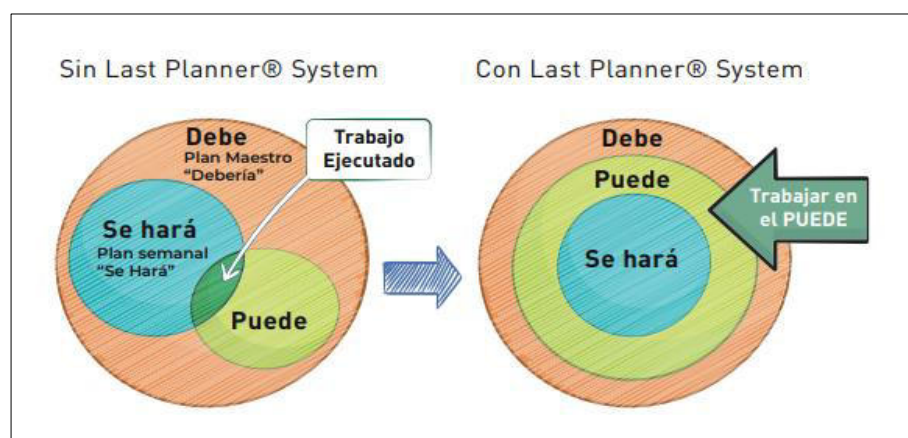 Sin Last Planner® System
Debe
Plan Maestro
“Debería”
Trabajo
Ejecutado
Se hará
Plan semanal
“Se Hará”
Puede
Con Last Planner® System
Debe
Puede
Se hará
Trabajar en
el PUEDE